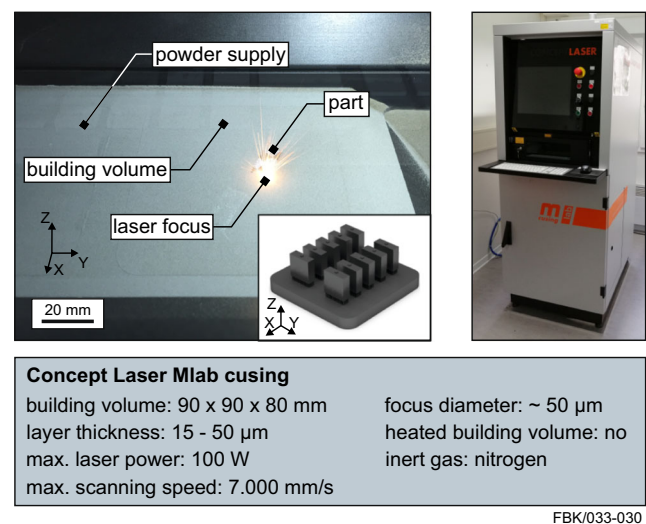 powder supply
part
building volume
laser focus
Z
Y
X
20 mm
Z
X
Y
LASER
m lab
cusing
Concept Laser Mlab cusing
building volume: 90 x 90 x 80 mm
layer thickness: 15 - 50 µm
max. laser power: 100 W
max. scanning speed: 7.000 mm/s
focus diameter: ~ 50 µm
heated building volume: no
inert gas: nitrogen
FBK/033-030